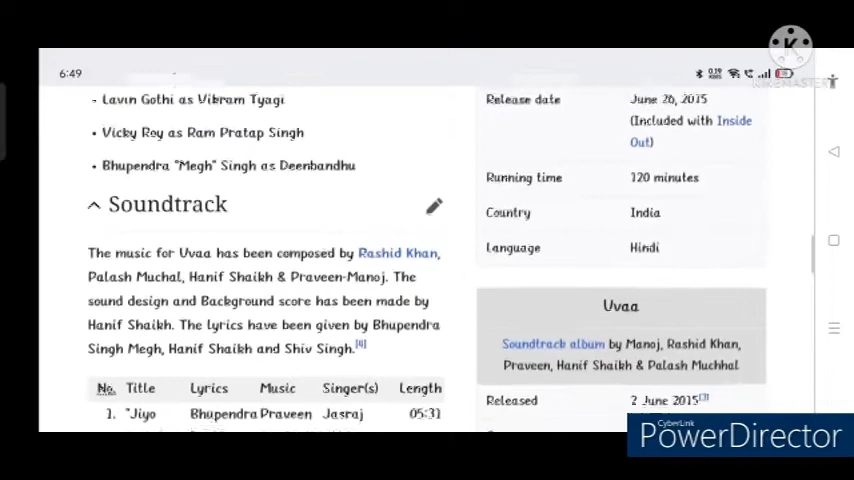 6:49
KINEMASTER
- Lavin Gothi as Vikram Tyagi
• Vicky Roy as Ram Pratap Singh
• Bhupendra "Megh" Singh as Deenbandhu
Soundtrack
The music for Uvaa has been composed by Rashid Khan,
Palash Muchal, Hanif Shaikh & Praveen-Manoj. The
sound design and Background score has been made by
Hanif Shaikh. The lyrics have been given by Bhupendra
Singh Megh, Hanif Shaikh and Shiv Singh.[4]
No. Title Lyrics Music Singer(s) Length
1. "Jiyo Bhupendra Praveen Jasraj 05:31
Release date June 26, 2015
(Included with Inside
Out)
Running time 120 minutes
Country India
Language Hindi
Uvaa
Soundtrack album by Manoj, Rashid Khan,
Praveen, Hanif Shaikh & Palash Muchhal
Released 2 June 2015[3]
CyberLink
PowerDirector